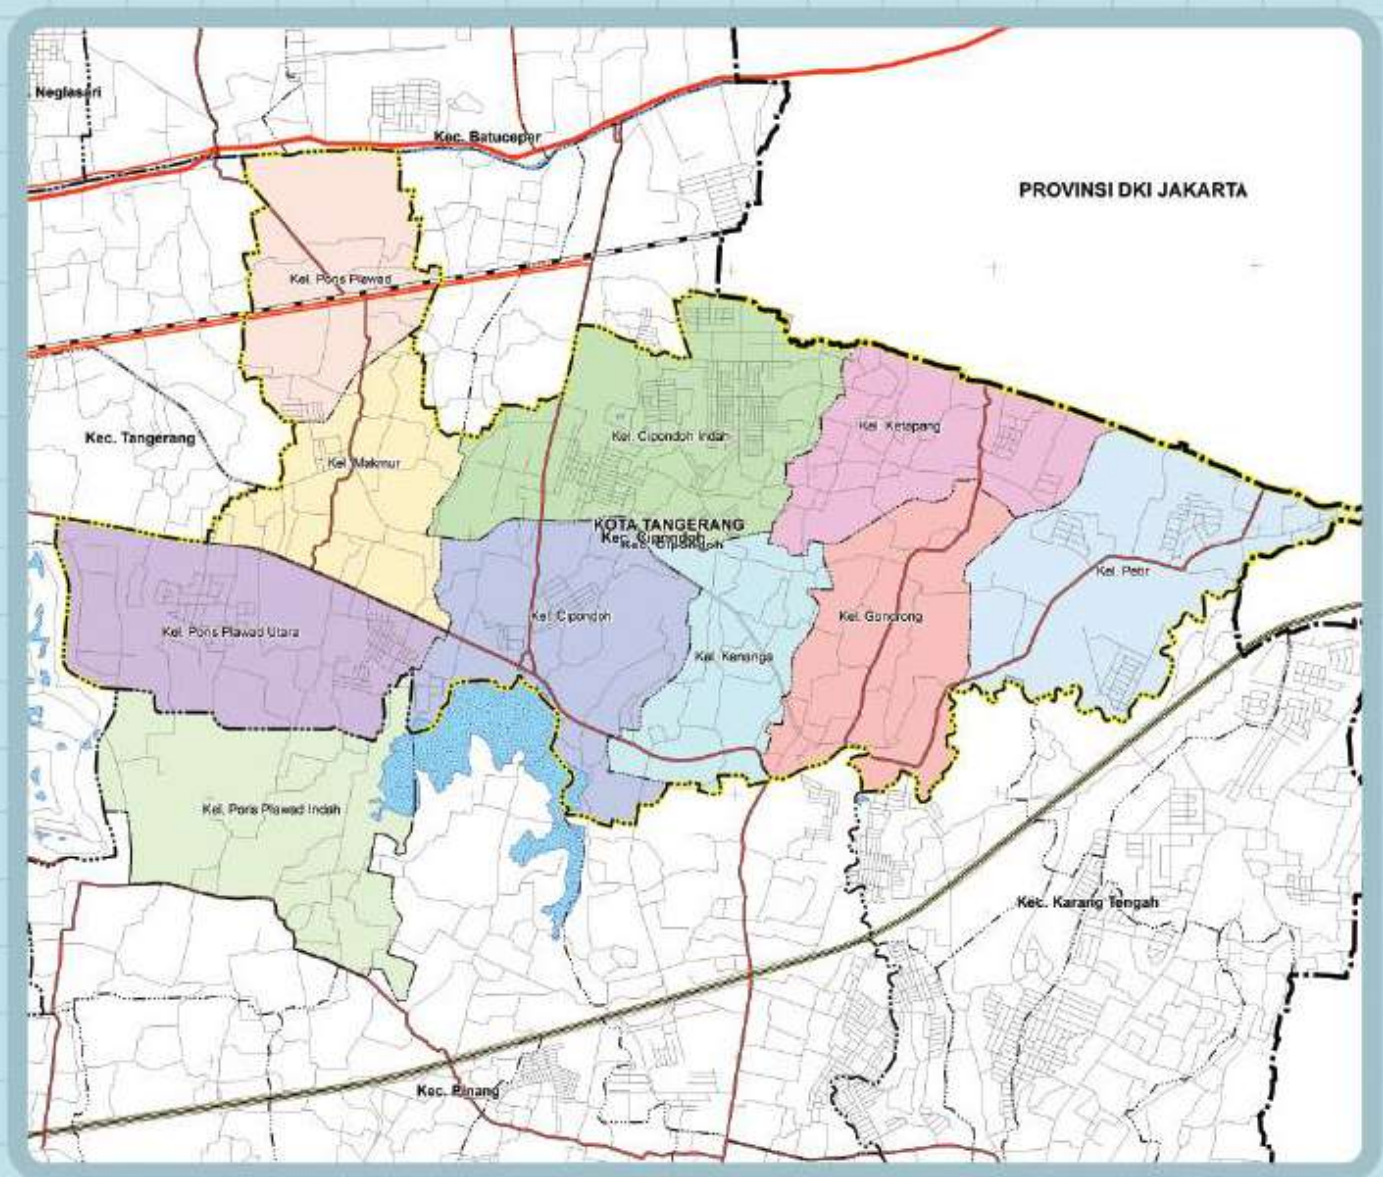 Neglasari
Kec. Batuceper
PROVINSI DKI JAKARTA
Kel. Poris Plawad
Kec. Tangerang
Kel. Makmur
Kel. Cipondoh Indah
Kel. Ketapang
KOTA TANGERANG
Kec. Cipondoh
Kec. Cipondoh
Kel. Petir
Kel. Poris Plawad Utara
Kel. Cipondoh
Kel. Gondrong
Kel. Kenanga
Kel. Poris Plawad Indah
Kec. Karang Tengah
Kec. Pinang